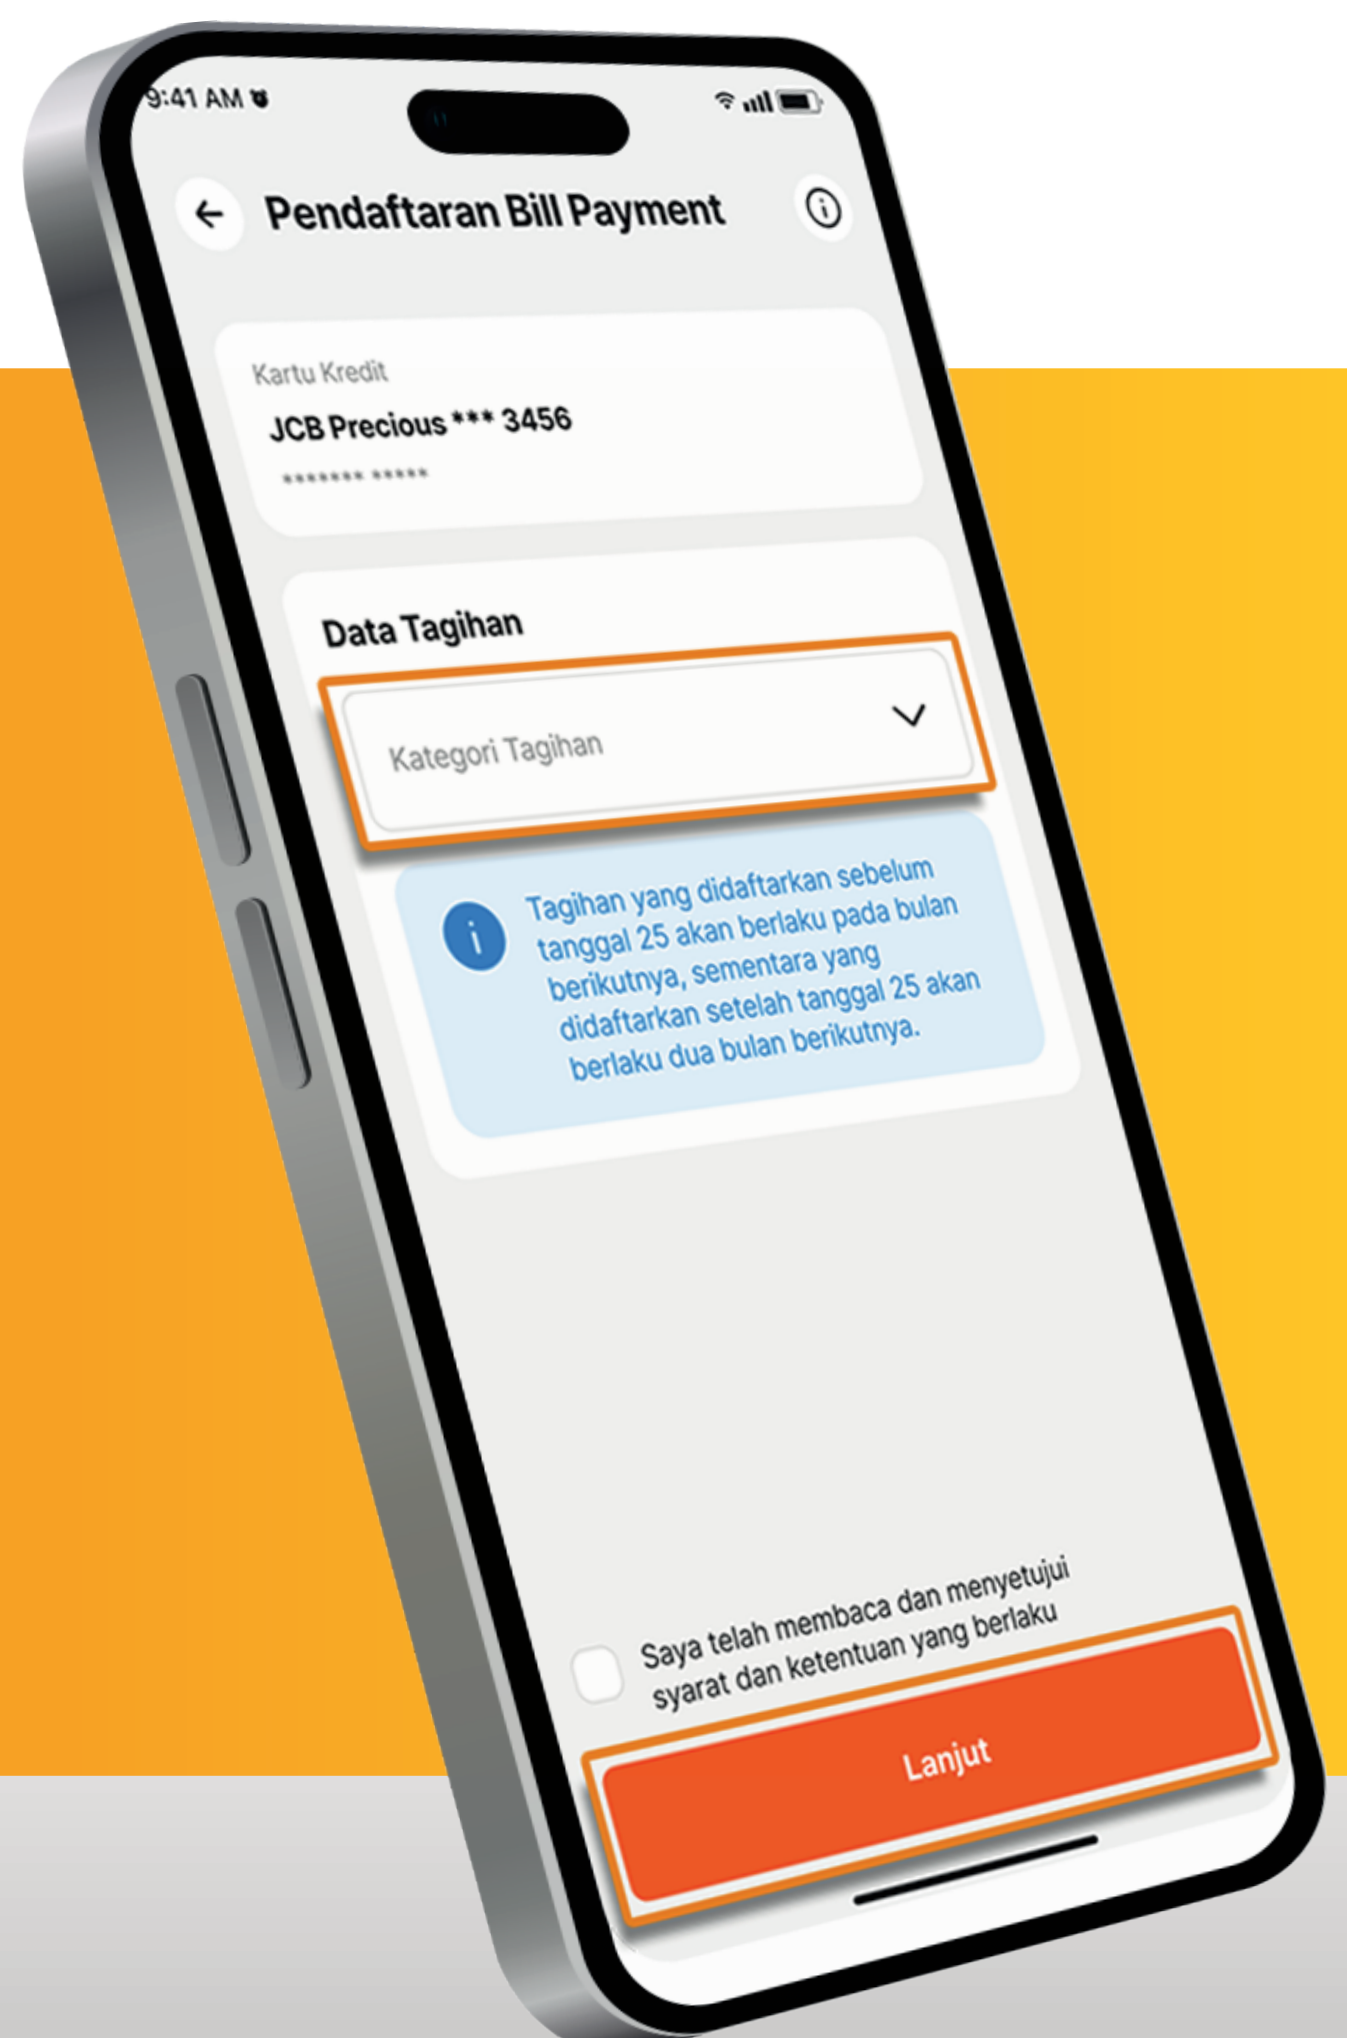 9:41 AM
Pendaftaran Bill Payment
Kartu Kredit
JCB Precious *** 3456
******* *****
Data Tagihan
Kategori Tagihan
Tagihan yang didaftarkan sebelum
tanggal 25 akan berlaku pada bulan
berikutnya, sementara yang
didaftarkan setelah tanggal 25 akan
berlaku dua bulan berikutnya.
Saya telah membaca dan menyetujui
syarat dan ketentuan yang berlaku
Lanjut